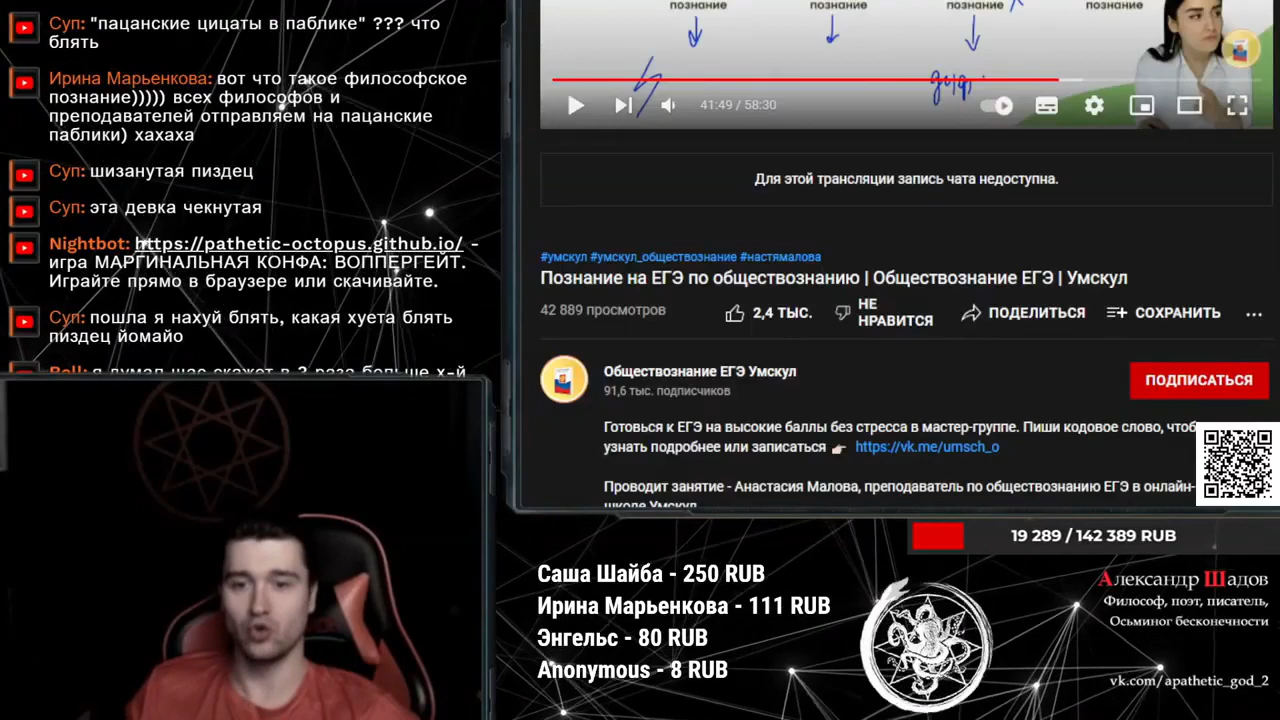 Суп: "пацанские цицаты в паблике" ??? что
блять
Ирина Марьенкова: вот что такое философское
познание))))) всех философов и
преподавателей отправляем на пацанские
паблики) хахаха
Суп: шизанутая пиздец
Суп: эта девка чекнутая
Nightbot: https://pathetic-octopus.github.io/ -
игра МАРГИНАЛЬНАЯ КОНФА: ВОППЕРГЕЙТ.
Играйте прямо в браузере или скачивайте.
Суп: пошла я нахуй блять, какая хуета блять
пиздец йомайо
познание познание познание познание
41:49 / 58:30
Для этой трансляции запись чата недоступна.
#умскул #умскул_обществознание #настямалова
Познание на ЕГЭ по обществознанию | Обществознание ЕГЭ | Умскул
42 889 просмотров
2,4 ТЫС.
НЕ
НРАВИТСЯ
ПОДЕЛИТЬСЯ
СОХРАНИТЬ
Обществознание ЕГЭ Умскул
91,6 тыс. подписчиков
ПОДПИСАТЬСЯ
Готовься к ЕГЭ на высокие баллы без стресса в мастер-группе. Пиши кодовое слово, чтоб
узнать подробнее или записаться https://vk.me/umsch_o
Проводит занятие - Анастасия Малова, преподаватель по обществознанию ЕГЭ в онлайн-
школе Умскул
19 289 / 142 389 RUB
Саша Шайба - 250 RUB
Ирина Марьенкова - 111 RUB
Энгельс - 80 RUB
Anonymous - 8 RUB
Александр Шадов
Философ, поэт, писатель,
Осьминог бесконечности
vk.com/apathetic_god_2